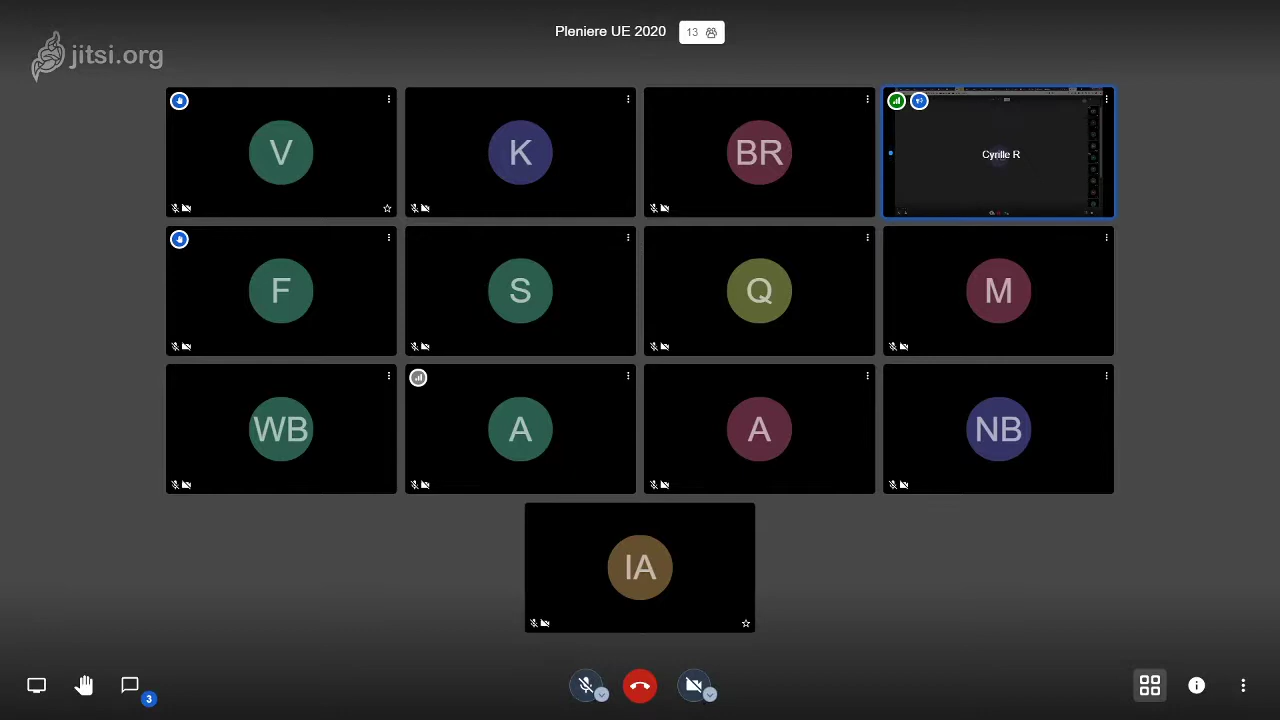 Pleniere UE 2020 13
jitsi.org
V K BR Cyrille R
F S Q M
WB A A NB
IA
3